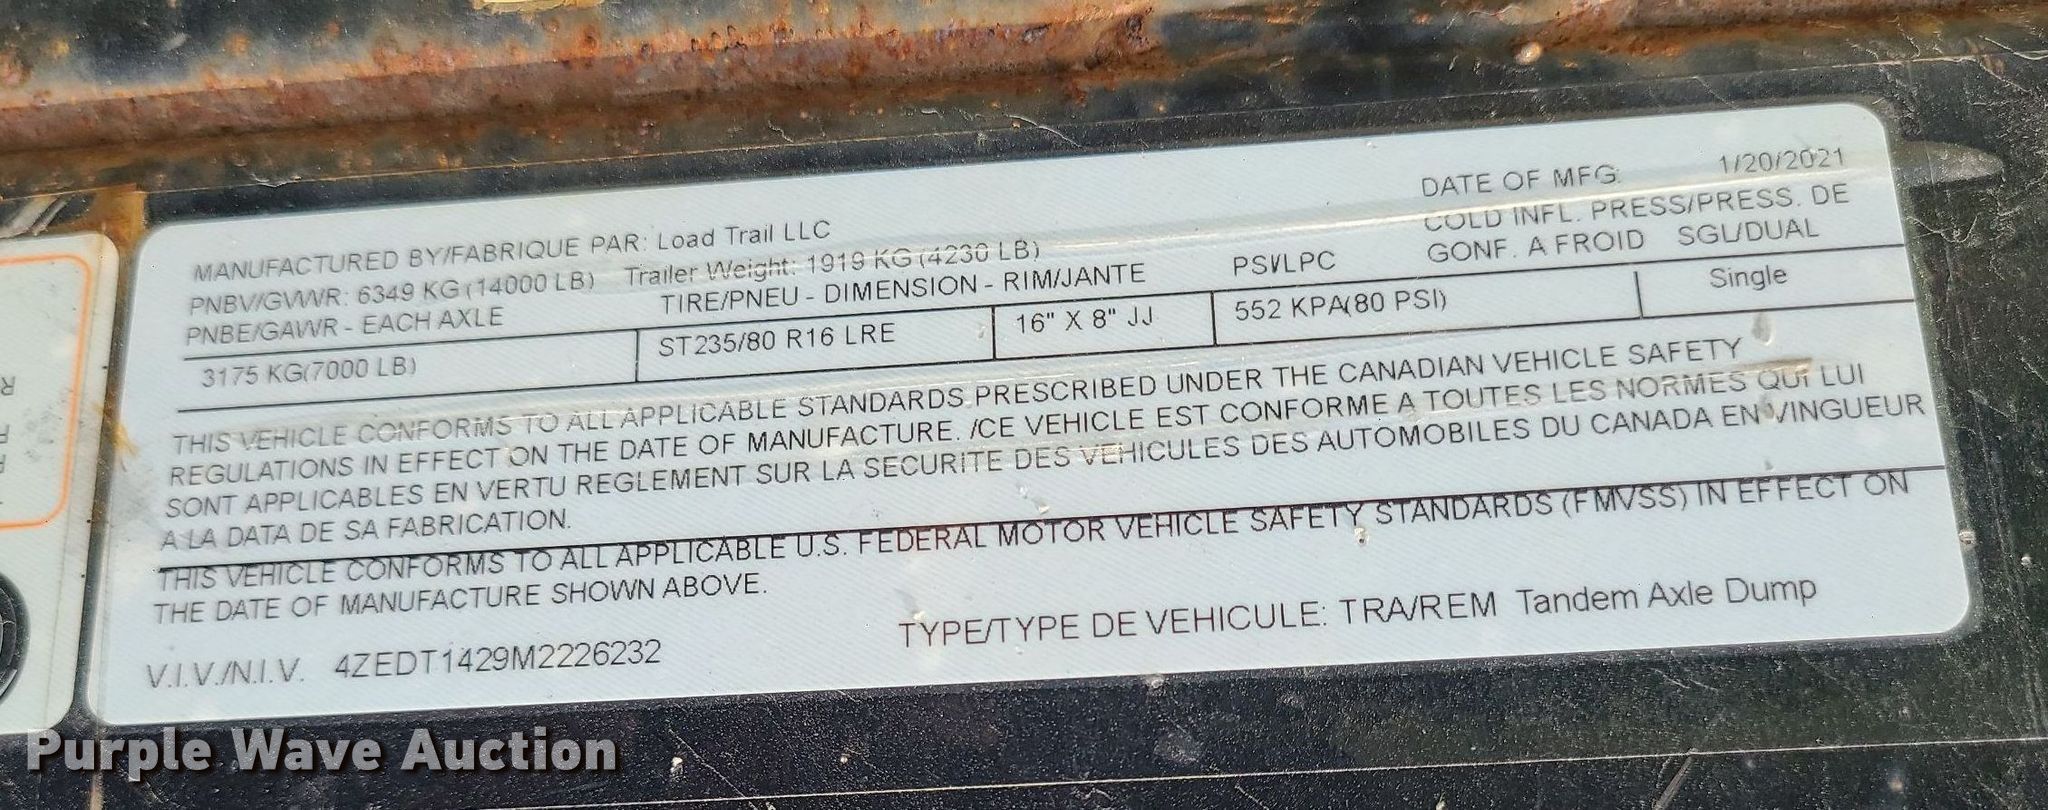 MANUFACTURED BY/FABRIQUE PAR: Load Trail LLC DATE OF MFG: 1/20/2021
PNBV/GVWR: 6349 KG (14000 LB) Trailer Weight: 1919 KG (4230 LB) COLD INFL. PRESS/PRESS. DE
PNBE/GAWR - EACH AXLE TIRE/PNEU - DIMENSION - RIM/JANTE PSI/LPC GONF. A FROID SGL/DUAL
3175 KG(7000 LB) ST235/80 R16 LRE 16" X 8" JJ 552 KPA(80 PSI) Single
THIS VEHICLE CONFORMS TO ALL APPLICABLE STANDARDS PRESCRIBED UNDER THE CANADIAN VEHICLE SAFETY
REGULATIONS IN EFFECT ON THE DATE OF MANUFACTURE. /CE VEHICLE EST CONFORME A TOUTES LES NORMES QUI LUI
SONT APPLICABLES EN VERTU REGLEMENT SUR LA SECURITE DES VEHICULES DES AUTOMOBILES DU CANADA EN VINGUEUR
A LA DATA DE SA FABRICATION.
THIS VEHICLE CONFORMS TO ALL APPLICABLE U.S. FEDERAL MOTOR VEHICLE SAFETY STANDARDS (FMVSS) IN EFFECT ON
THE DATE OF MANUFACTURE SHOWN ABOVE.
V.I.V./N.I.V. 4ZEDT1429M2226232 TYPE/TYPE DE VEHICULE: TRA/REM Tandem Axle Dump
Purple Wave Auction